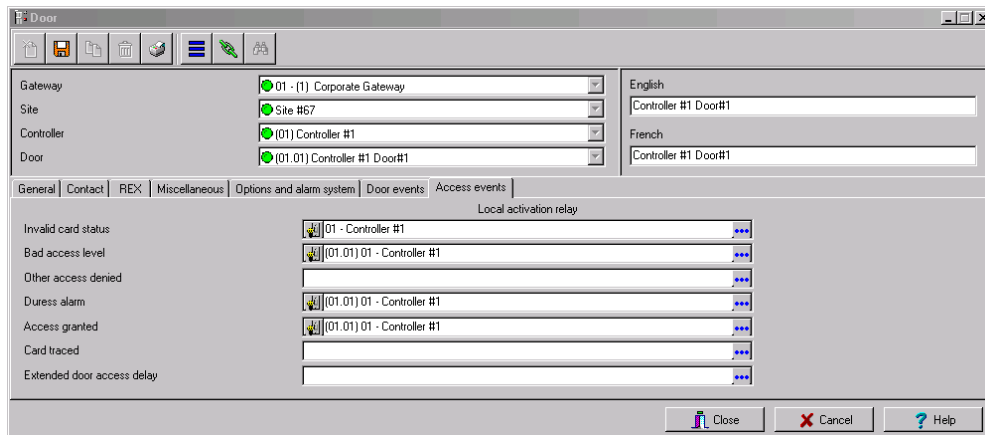 Door
Gateway 01 - (1) Corporate Gateway English
Site Site #67 Controller #1 Door#1
Controller (01) Controller #1 French
Door (01.01) Controller #1 Door#1 Controller #1 Door#1
General Contact REX Miscellaneous Options and alarm system Door events Access events
Local activation relay
Invalid card status 01 - Controller #1
Bad access level (01.01) 01 - Controller #1
Other access denied
Duress alarm (01.01) 01 - Controller #1
Access granted (01.01) 01 - Controller #1
Card traced
Extended door access delay
Close Cancel ? Help